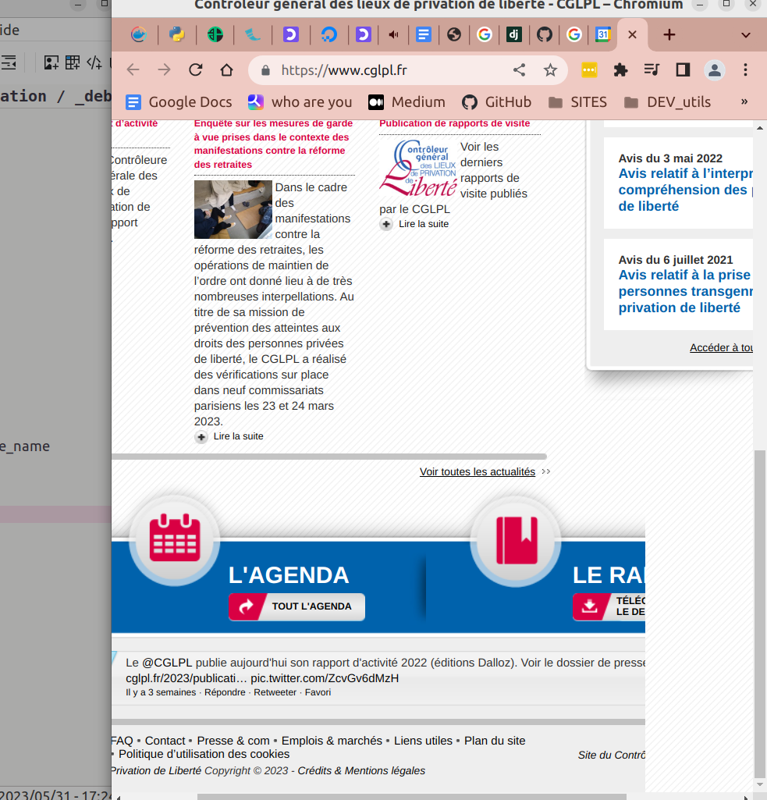 Contrôleur général des lieux de privation de liberté - CGLPL – Chromium
ide
31
https://www.cglpl.fr
Google Docs
who are you
Medium
GitHub
SITES
DEV_utils
»
ation / _deb
e_name
2023/05/31 - 17:24
t d'activité
Contrôleure
érale des
x de
ation de
pport
Enquête sur les mesures de garde
à vue prises dans le contexte des
manifestations contre la réforme
des retraites
Dans le cadre
des
manifestations
contre la
réforme des retraites, les
opérations de maintien de
l'ordre ont donné lieu à de très
nombreuses interpellations. Au
titre de sa mission de
prévention des atteintes aux
droits des personnes privées
de liberté, le CGLPL a réalisé
des vérifications sur place
dans neuf commissariats
parisiens les 23 et 24 mars
2023.
Lire la suite
Publication de rapports de visite
Contrôleur
général
des LIEUX
de PRIVATION
de Liberté
Voir les
derniers
rapports de
visite publiés
par le CGLPL
Lire la suite
Avis du 3 mai 2022
Avis relatif à l'interpr
compréhension des p
de liberté
Avis du 6 juillet 2021
Avis relatif à la prise
personnes transgenr
privation de liberté
Accéder à tou
Voir toutes les actualités >>
L'AGENDA
TOUT L'AGENDA
LE RA
TÉLÉC
LE DE
Le @CGLPL publie aujourd'hui son rapport d'activité 2022 (éditions Dalloz). Voir le dossier de presse
cglpl.fr/2023/publicati… pic.twitter.com/ZcvGv6dMzH
Il y a 3 semaines · Répondre · Retweeter · Favori
FAQ • Contact • Presse & com • Emplois & marchés • Liens utiles • Plan du site
• Politique d'utilisation des cookies
Site du Contrô
Privation de Liberté Copyright © 2023 - Crédits & Mentions légales